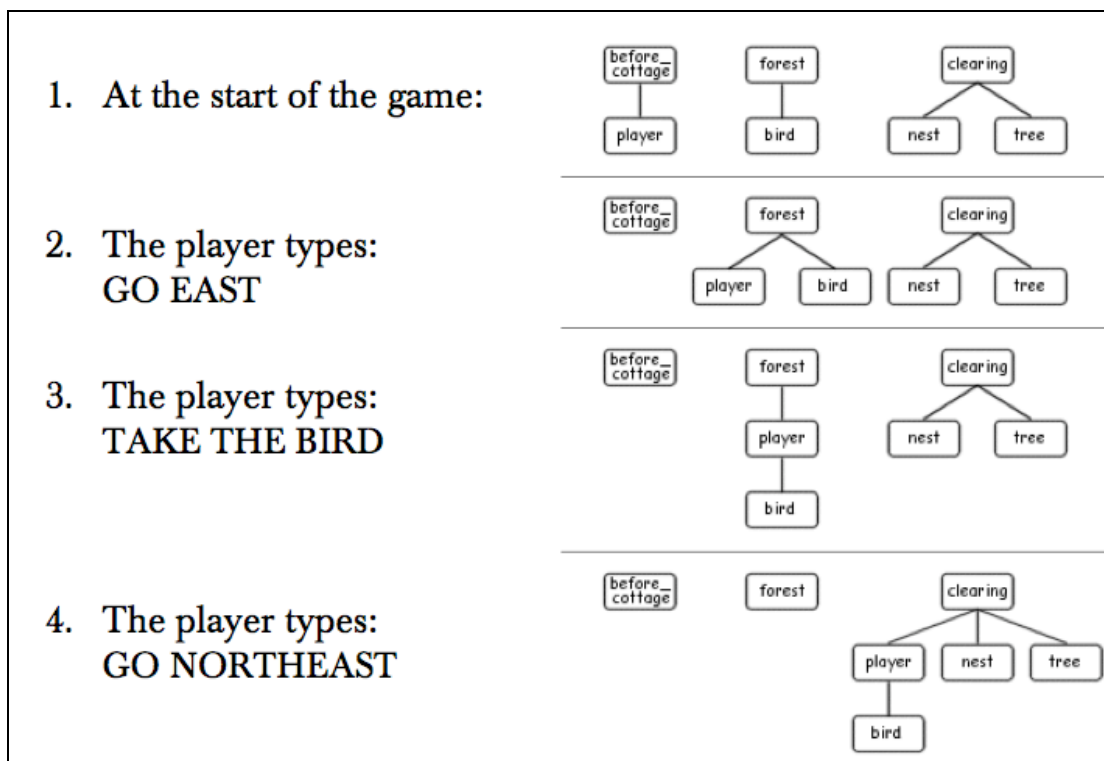 1. At the start of the game:
before_
cottage
forest
clearing
player
bird
nest
tree
2. The player types:
GO EAST
before_
cottage
forest
clearing
player
bird
nest
tree
3. The player types:
TAKE THE BIRD
before_
cottage
forest
clearing
player
nest
tree
bird
4. The player types:
GO NORTHEAST
before_
cottage
forest
clearing
player
nest
tree
bird